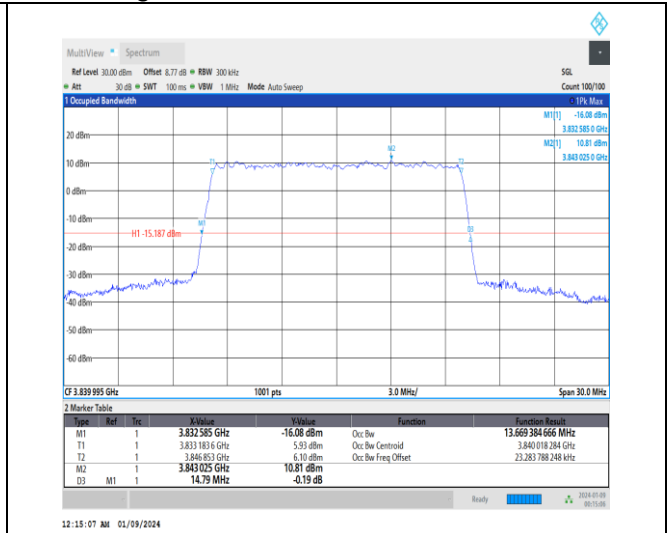 MultiView Spectrum
Ref Level 30.00 dBm Offset 8.77 dB RBW 300 kHz SGL
Att 30 dB SWT 100 ms VBW 1 MHz Mode Auto Sweep Count 100/100
1 Occupied Bandwidth 1Pk Max
M1[1] -16.08 dBm
3.832 585 0 GHz
M2[1] 10.81 dBm
3.843 025 0 GHz
20 dBm
M2
10 dBm
T1 T2
0 dBm
-10 dBm
M1 D3
H1 -15.187 dBm
-20 dBm
-30 dBm
-40 dBm
-50 dBm
-60 dBm
CF 3.839 995 GHz 1001 pts 3.0 MHz/ Span 30.0 MHz
2 Marker Table
Type Ref Trc X-Value Y-Value Function Function Result
M1 1 3.832 585 GHz -16.08 dBm Occ Bw 13.669 384 666 MHz
T1 1 3.833 183 6 GHz 5.93 dBm Occ Bw Centroid 3.840 018 284 GHz
T2 1 3.846 853 GHz 6.10 dBm Occ Bw Freq Offset 23.283 788 248 kHz
M2 1 3.843 025 GHz 10.81 dBm
D3 M1 1 14.79 MHz -0.19 dB
Ready 2024-01-09
00:15:06
12:15:07 AM 01/09/2024